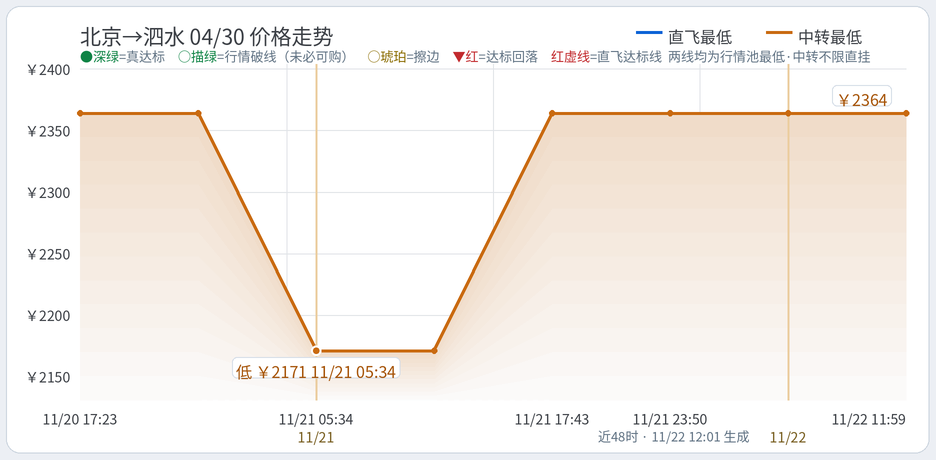 北京→泗水 04/30 价格走势
直飞最低 中转最低
●深绿=真达标 ○描绿=行情破线（未必可购） ○琥珀=擦边 ▼红=达标回落 红虚线=直飞达标线 两线均为行情池最低·中转不限直挂
￥2400
￥2364
￥2350
￥2300
￥2250
￥2200
￥2150
低 ￥2171 11/21 05:34
11/20 17:23 11/21 05:34 11/21 17:43 11/21 23:50 11/22 11:59
11/21 近48时 · 11/22 12:01 生成 11/22